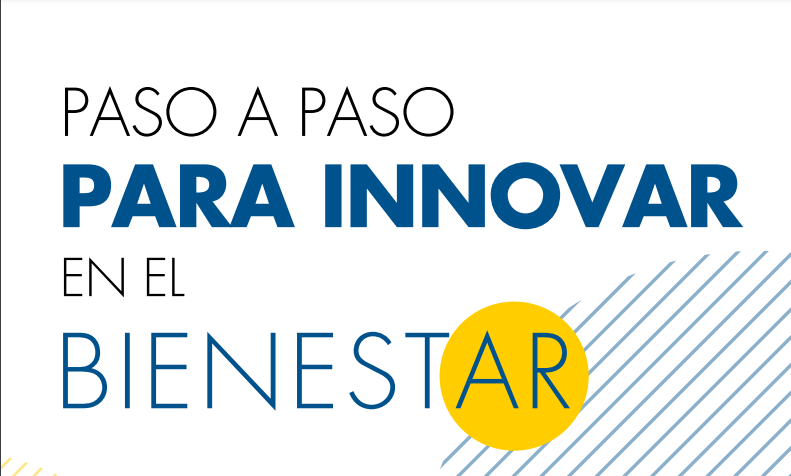 PASO A PASO
PARA INNOVAR
EN EL
BIENESTAR